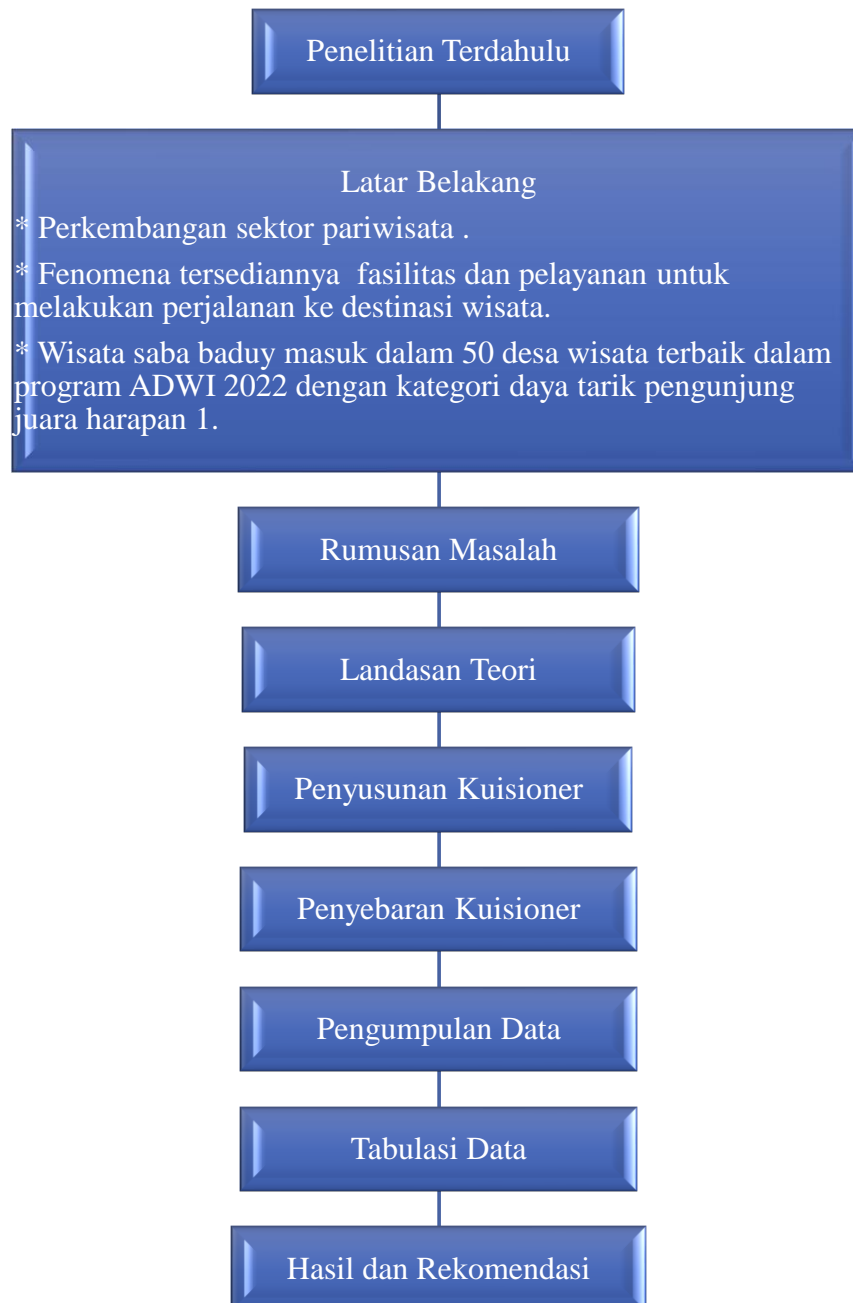 Penelitian Terdahulu
Latar Belakang
* Perkembangan sektor pariwisata .
* Fenomena tersediannya  fasilitas dan pelayanan untuk
melakukan perjalanan ke destinasi wisata.
* Wisata saba baduy masuk dalam 50 desa wisata terbaik dalam
program ADWI 2022 dengan kategori daya tarik pengunjung
juara harapan 1.
Rumusan Masalah
Landasan Teori
Penyusunan Kuisioner
Penyebaran Kuisioner
Pengumpulan Data
Tabulasi Data
Hasil dan Rekomendasi